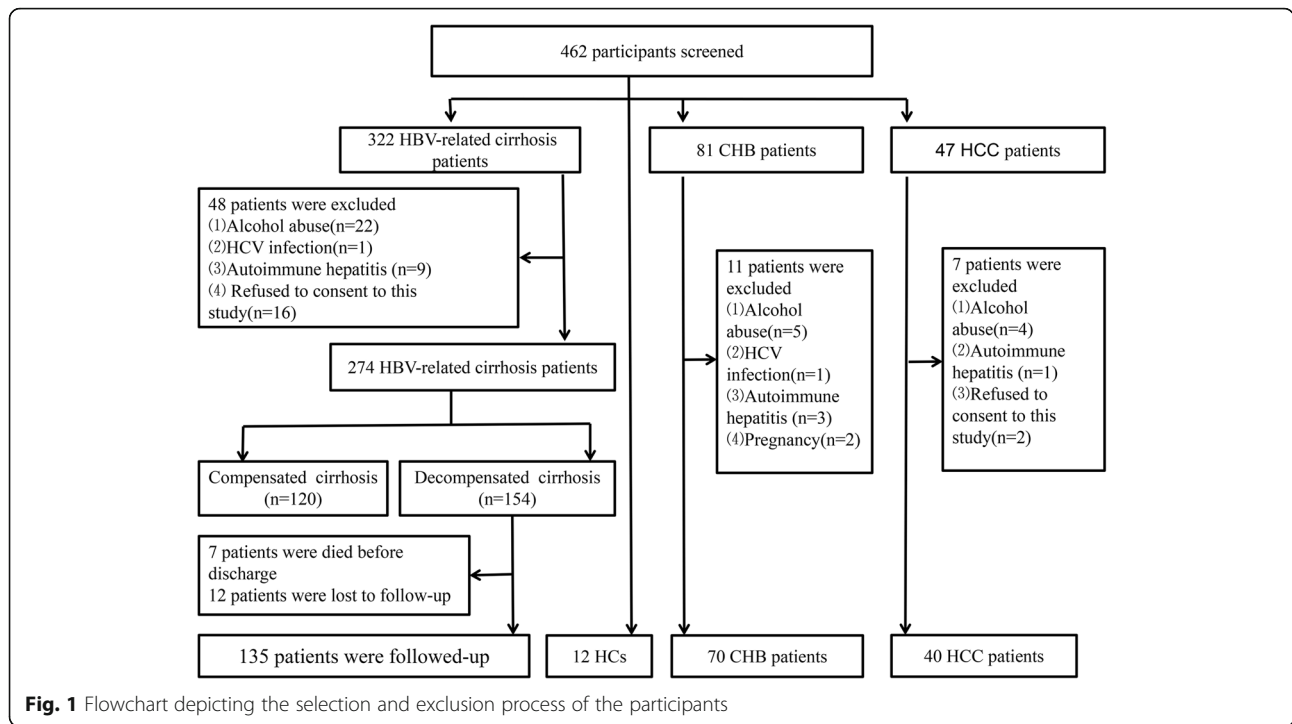 462 participants screened
322 HBV-related cirrhosis
patients
81 CHB patients
47 HCC patients
48 patients were excluded
⑴Alcohol abuse(n=22)
⑵HCV infection(n=1)
⑶Autoimmune hepatitis (n=9)
⑷ Refused to consent to this
study(n=16)
11 patients were
excluded
⑴Alcohol
abuse(n=5)
⑵HCV
infection(n=1)
⑶Autoimmune
hepatitis (n=3)
⑷Pregnancy(n=2)
7 patients were
excluded
⑴Alcohol
abuse(n=4)
⑵Autoimmune
hepatitis (n=1)
⑶Refused to
consent to this
study(n=2)
274 HBV-related cirrhosis patients
Compensated cirrhosis
(n=120)
Decompensated cirrhosis
(n=154)
7 patients were died before
discharge
12 patients were lost to follow-up
135 patients were followed-up
12 HCs
70 CHB patients
40 HCC patients
Fig. 1 Flowchart depicting the selection and exclusion process of the participants